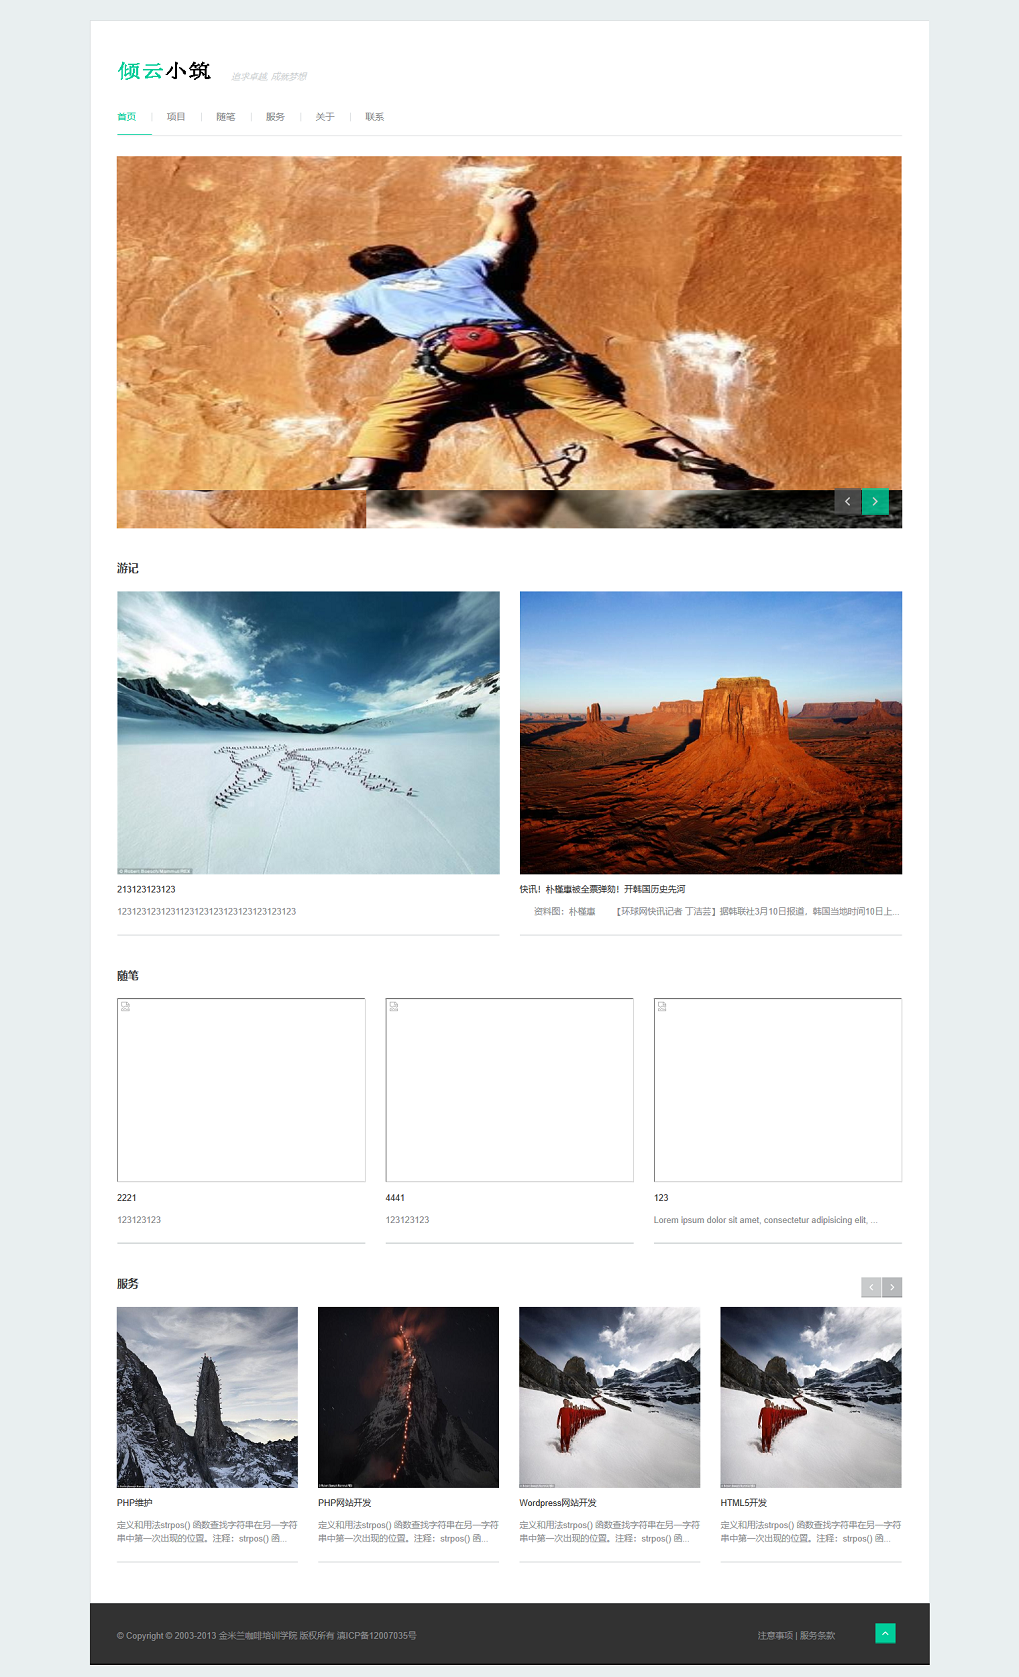 倾云小筑
追求卓越, 成就梦想
首页
项目
随笔
服务
关于
联系
游记
213123123123
快讯！朴槿惠被全票弹劾！开韩国历史先河
资料图：朴槿惠 【环球网快讯记者 丁洁芸】据韩联社3月10日报道，韩国当地时间10日上...
随笔
2221
4441
123
123123123
123123123
Lorem ipsum dolor sit amet, consectetur adipisicing elit, ...
服务
PHP维护
PHP网站开发
Wordpress网站开发
HTML5开发
定义和用法strpos() 函数查找字符串在另一字符
串中第一次出现的位置。注释：strpos() 函...
定义和用法strpos() 函数查找字符串在另一字符
串中第一次出现的位置。注释：strpos() 函...
定义和用法strpos() 函数查找字符串在另一字符
串中第一次出现的位置。注释：strpos() 函...
定义和用法strpos() 函数查找字符串在另一字符
串中第一次出现的位置。注释：strpos() 函...
© Copyright © 2003-2013 金米兰咖啡培训学院 版权所有 滇ICP备12007035号
注意事项 | 服务条款